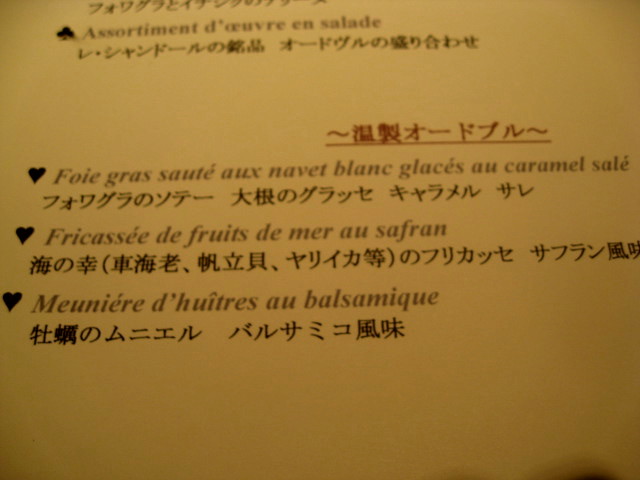 フォワグラとイチジクのテリーヌ
♣ Assortiment d'œuvre en salade
レ・シャンドールの銘品 オードヴルの盛り合わせ
～温製オードブル～
♥ Foie gras sauté aux navet blanc glacés au caramel salé
フォワグラのソテー 大根のグラッセ キャラメル サレ
♥ Fricassée de fruits de mer au safran
海の幸(車海老、帆立貝、ヤリイカ等)のフリカッセ サフラン風味
♥ Meuniére d'huîtres au balsamique
牡蠣のムニエル バルサミコ風味